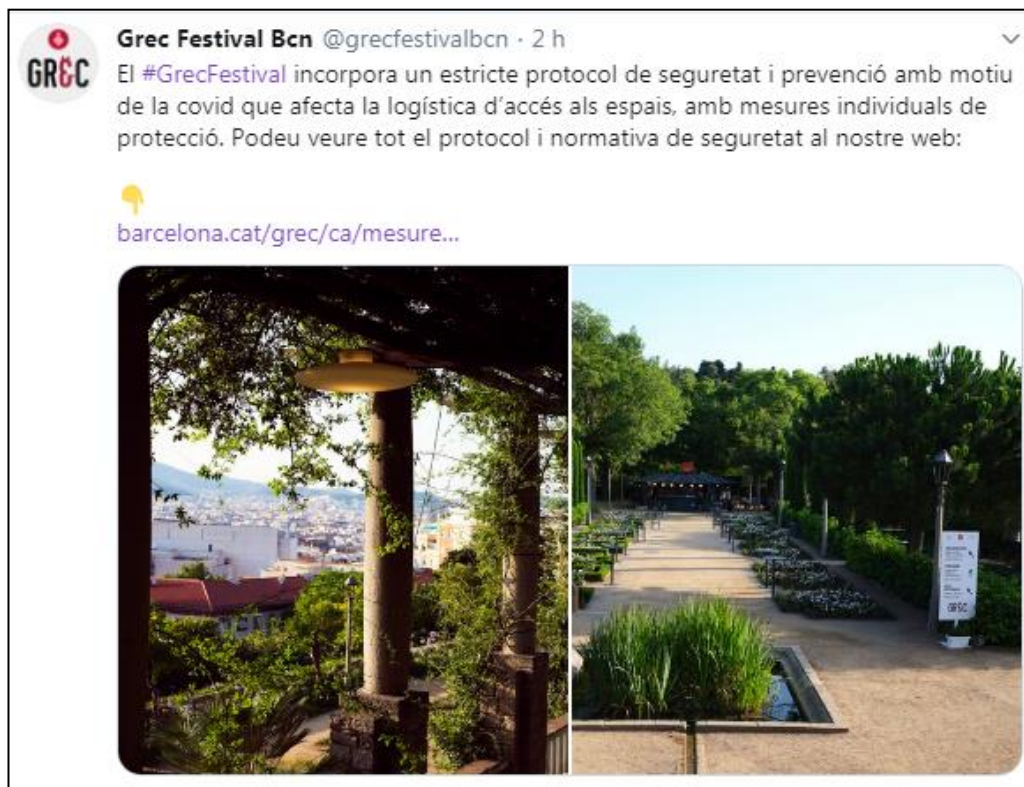 GREC
Grec Festival Bcn @grecfestivalbcn · 2 h
El #GrecFestival incorpora un estricte protocol de seguretat i prevenció amb motiu
de la covid que afecta la logística d'accés als espais, amb mesures individuals de
protecció. Podeu veure tot el protocol i normativa de seguretat al nostre web:
👇
barcelona.cat/grec/ca/mesure...
GREC